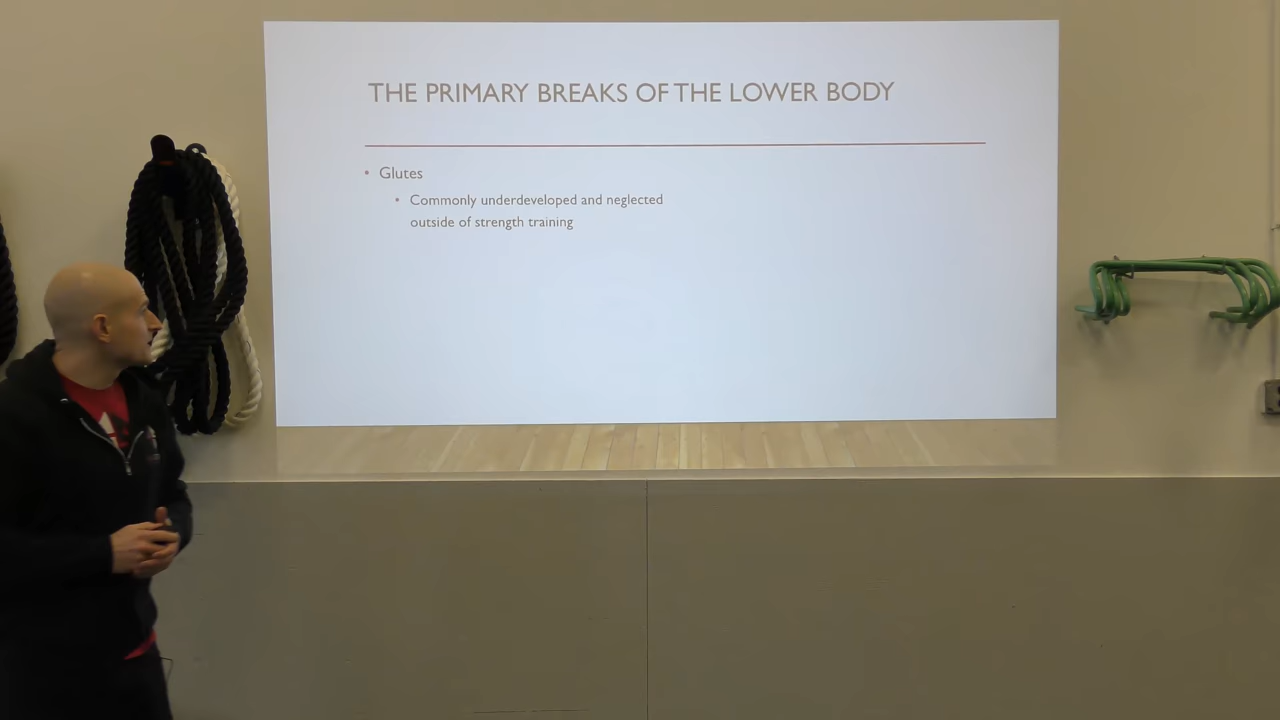 THE PRIMARY BREAKS OF THE LOWER BODY
• Glutes
• Commonly underdeveloped and neglected
outside of strength training